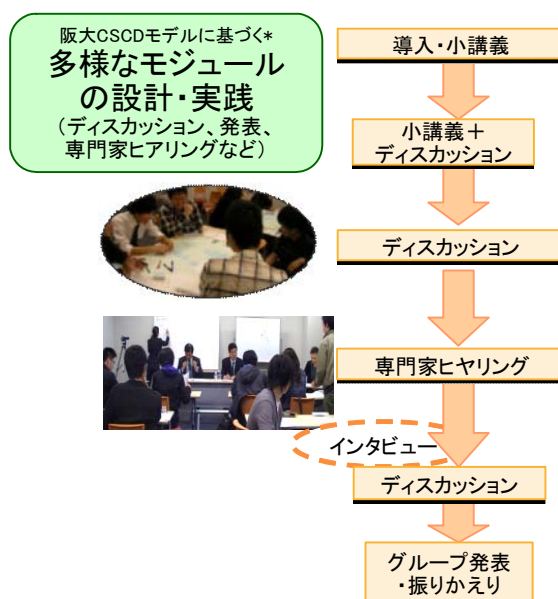 阪大CSCDモデルに基づく*
多様なモジュール
の設計・実践
（ディスカッション、発表、
専門家ヒアリングなど）
導入・小講義
小講義＋
ディスカッション
ディスカッション
専門家ヒヤリング
インタビュー
ディスカッション
グループ発表
・振りかえり